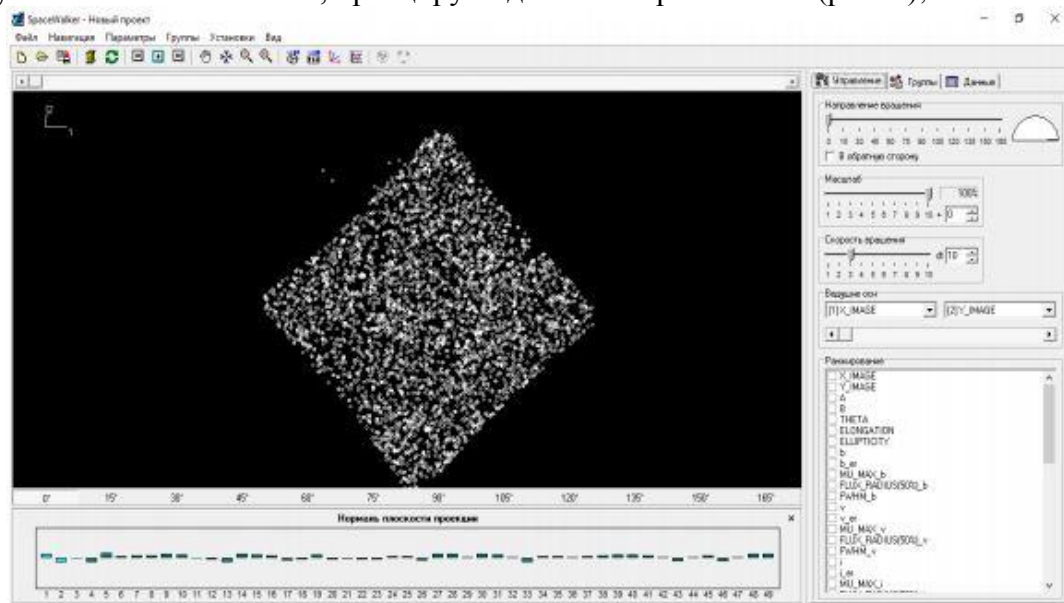 SpaceWalker - Новый проект
Файл Навигация Параметры Группы Установки Вид
Управление Группы Данные
Направление вращения
0 10 30 45 60 75 90 100 120 130 150 165
В обратную сторону
Масштаб
100%
1 2 3 4 5 6 7 8 9 10 + 0
Скорость вращения
dt 10
1 2 3 4 5 6 7 8 9 10
Ведущие оси
[1]X_IMAGE [2]Y_IMAGE
Ранжирование
X_IMAGE
Y_IMAGE
A
B
THETA
ELONGATION
ELLIPTICITY
b
b_er
MU_MAX_b
FLUX_RADIUS(50%)_b
FWHM_b
v
v_er
MU_MAX_v
FLUX_RADIUS(50%)_v
FWHM_v
i
i_er
MU_MAX_i
0° 15° 30° 45° 60° 75° 90° 105° 120° 135° 150° 165°
Нормаль плоскости проекции
1 2 3 4 5 6 7 8 9 10 11 12 13 14 15 16 17 18 19 20 21 22 23 24 25 26 27 28 29 30 31 32 33 34 35 36 37 38 39 40 41 42 43 44 45 46 47 48 49